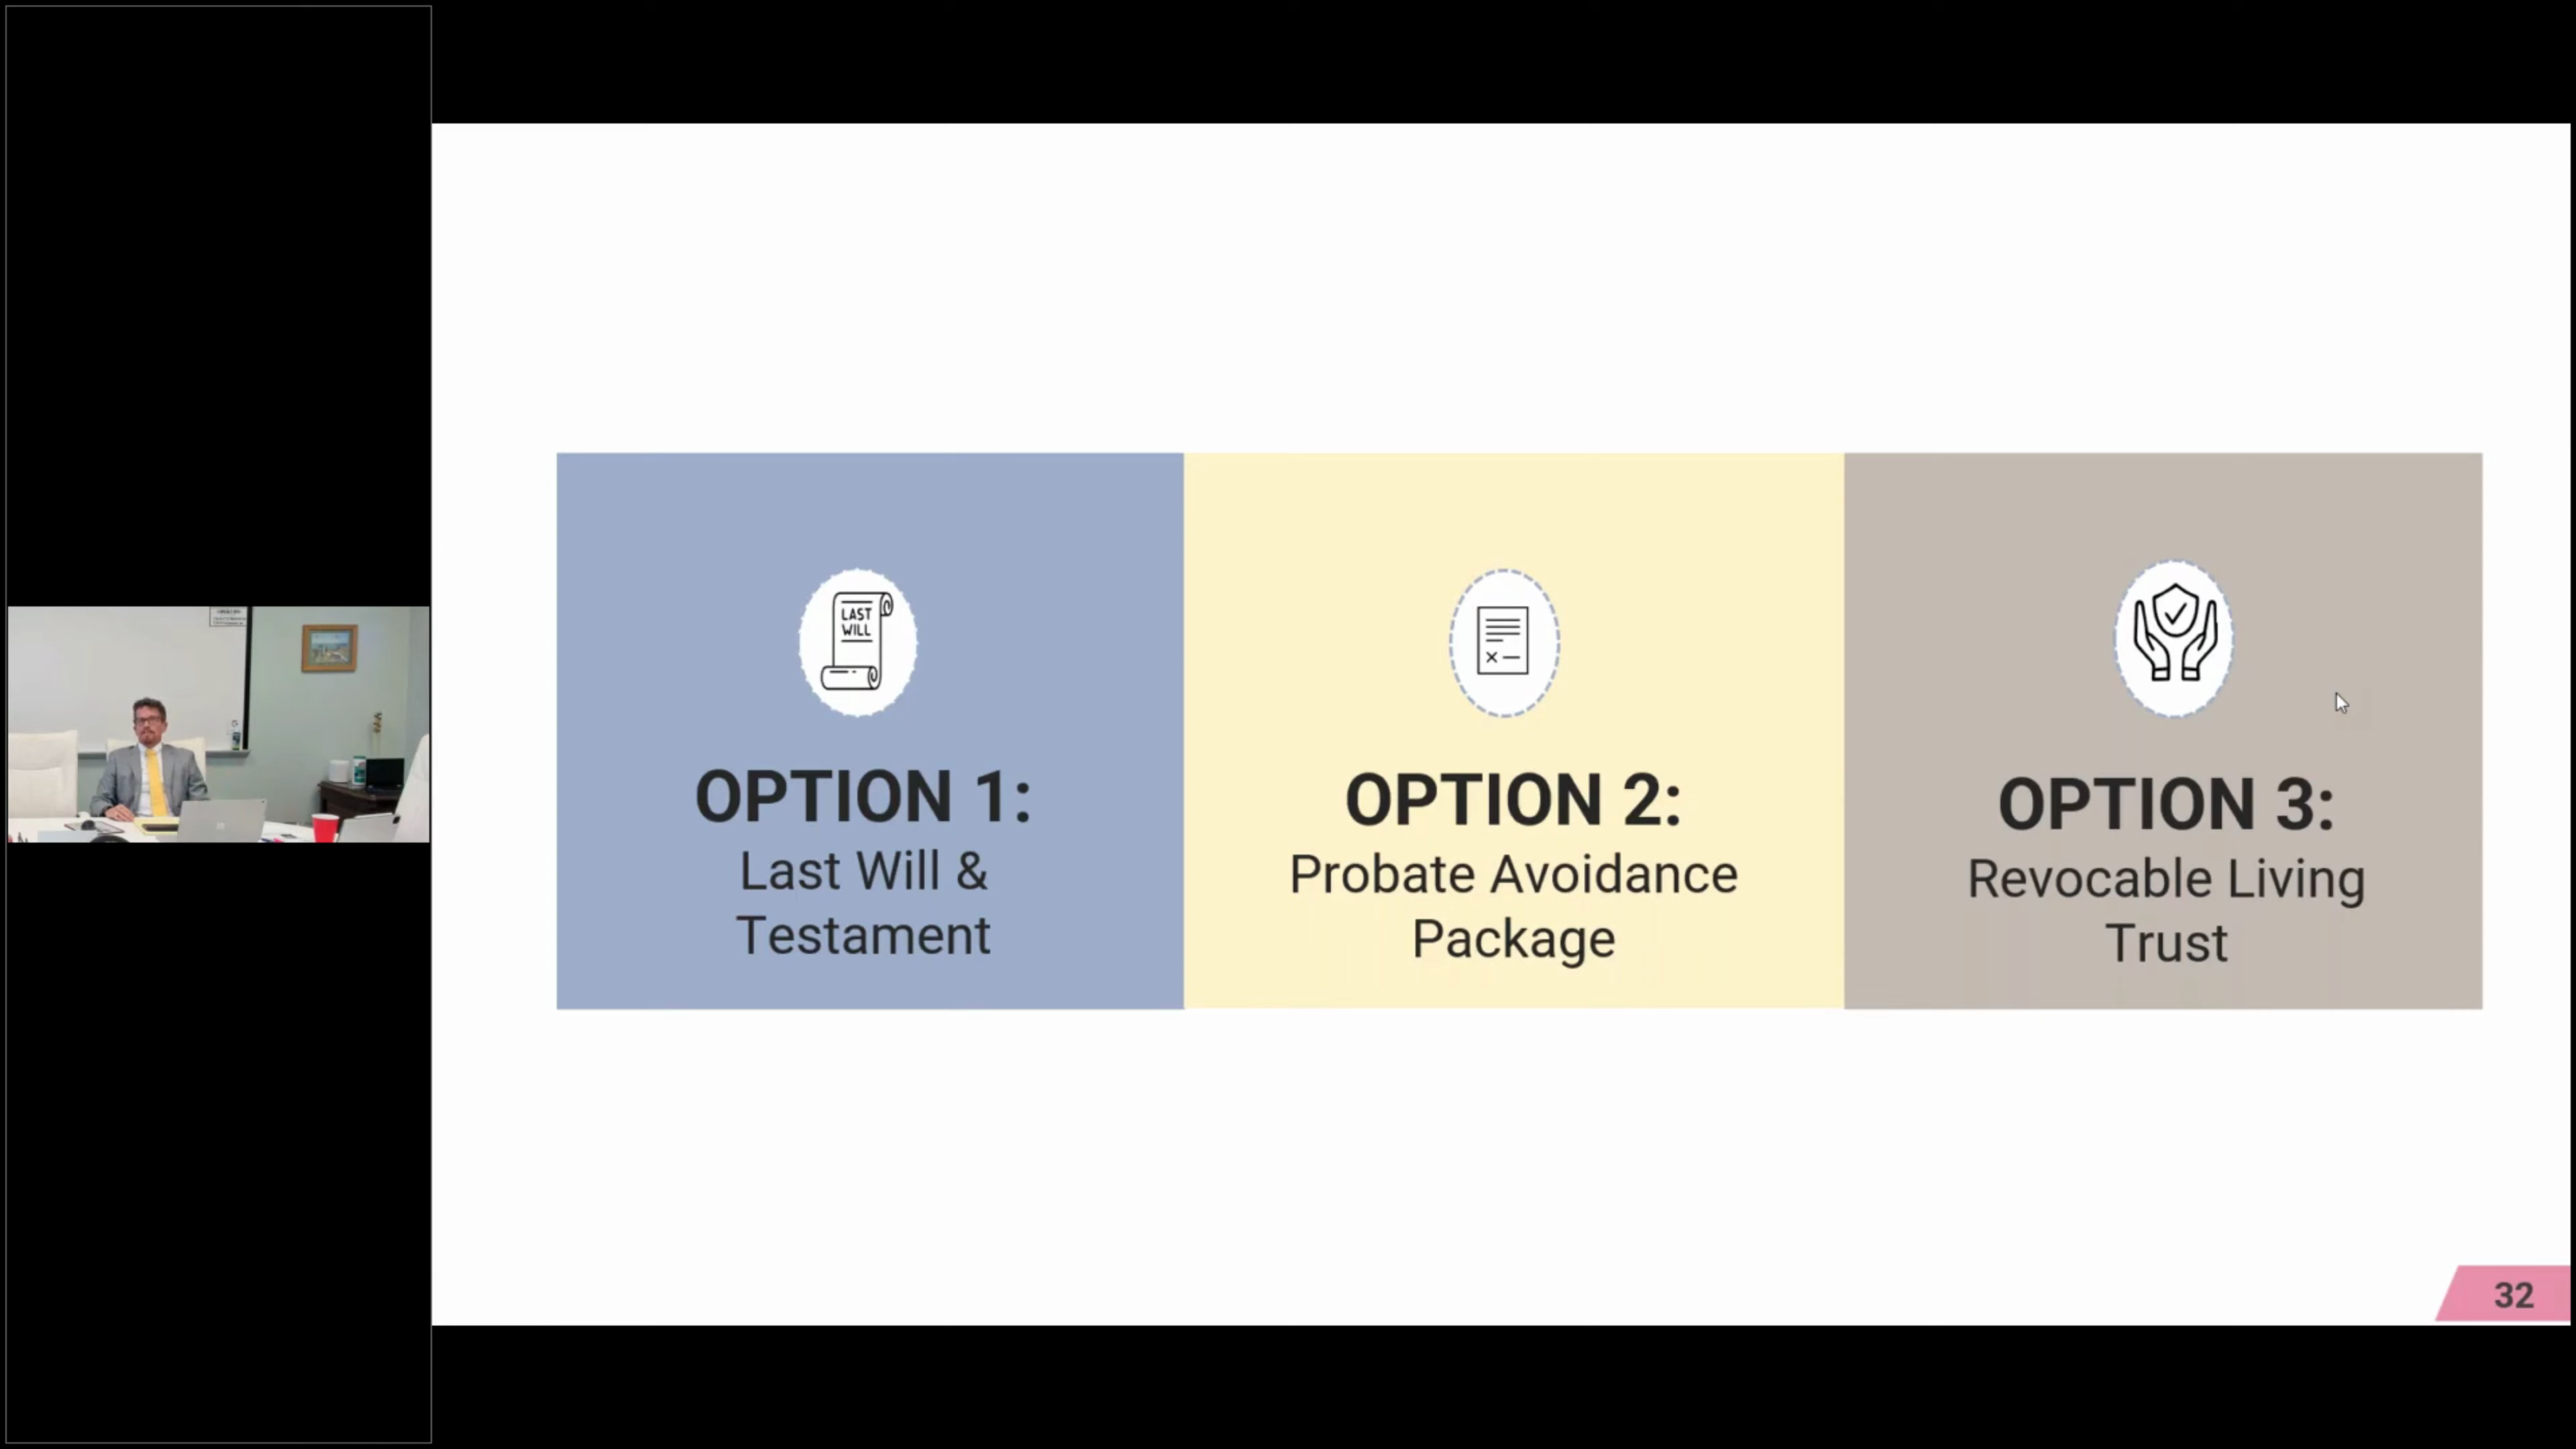 LAST
WILL
OPTION 1:
Last Will &
Testament
OPTION 2:
Probate Avoidance
Package
OPTION 3:
Revocable Living
Trust
32